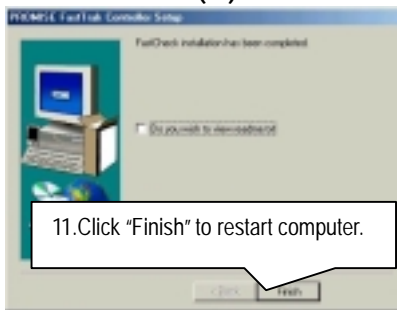 PROMISE FastTrak Controller Setup
FastCheck installation has been completed.
Do you wish to view readme.txt
11.Click “Finish” to restart computer.
< Back
Finish